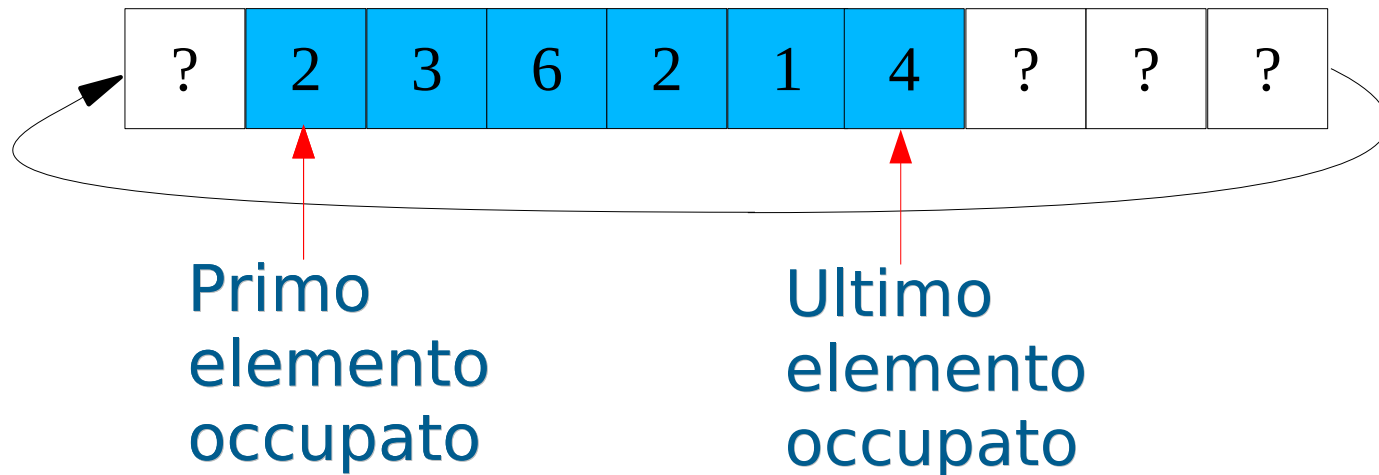 ? 2 3 6 2 1 4 ? ? ?
Primo
elemento
occupato
Ultimo
elemento
occupato